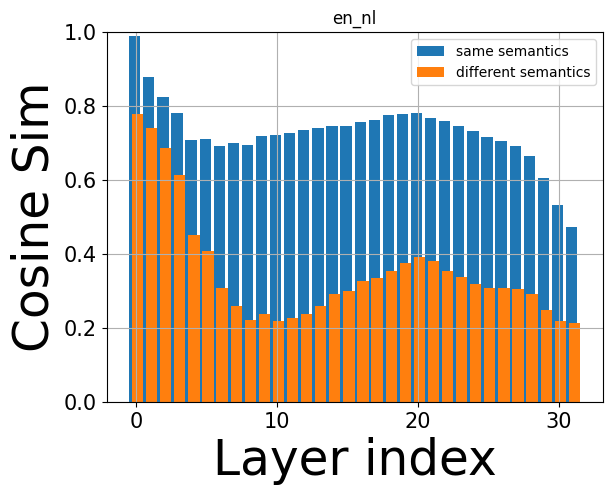 en_nl
same semantics
different semantics
Cosine Sim
1.0
0.8
0.6
0.4
0.2
0.0
0 10 20 30
Layer index